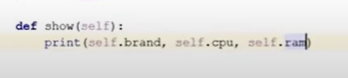 def show(self):
    print(self.brand, self.cpu, self.ram)